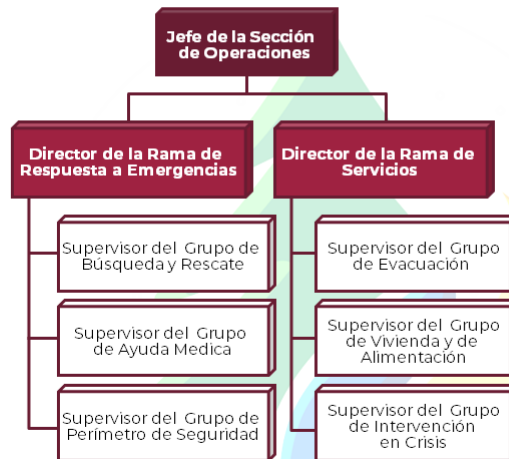 Jefe de la Sección
de Operaciones
Director de la Rama de
Respuesta a Emergencias
Supervisor del Grupo de
Búsqueda y Rescate
Supervisor del Grupo
de Ayuda Medica
Supervisor del Grupo de
Perímetro de Seguridad
Director de la Rama de
Servicios
Supervisor del Grupo
de Evacuación
Supervisor del Grupo
de Vivienda y de
Alimentación
Supervisor del Grupo
de Intervención
en Crisis